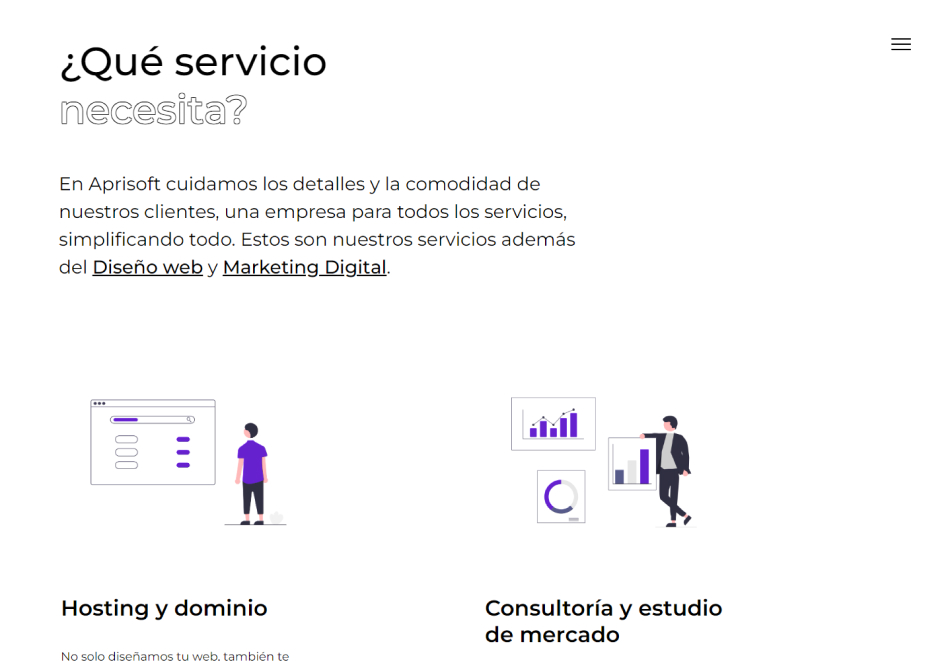 ¿Qué servicio
necesita?
En Aprisoft cuidamos los detalles y la comodidad de
nuestros clientes, una empresa para todos los servicios,
simplificando todo. Estos son nuestros servicios además
del Diseño web y Marketing Digital.
Hosting y dominio
Consultoría y estudio
de mercado
No solo diseñamos tu web, también te